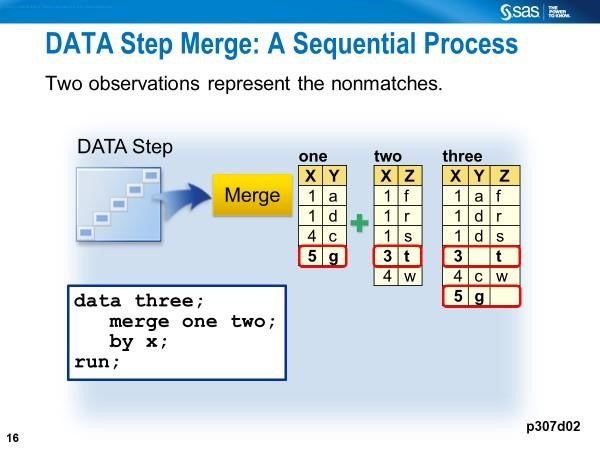 sas THE POWER TO KNOW.
DATA Step Merge: A Sequential Process
Two observations represent the nonmatches.
DATA Step
Merge
one
X Y
1 a
1 d
4 c
5 g
+
two
X Z
1 f
1 r
1 s
3 t
4 w
three
X Y Z
1 a f
1 d r
1 d s
3 t
4 c w
5 g
data three;
merge one two;
by x;
run;
16
p307d02